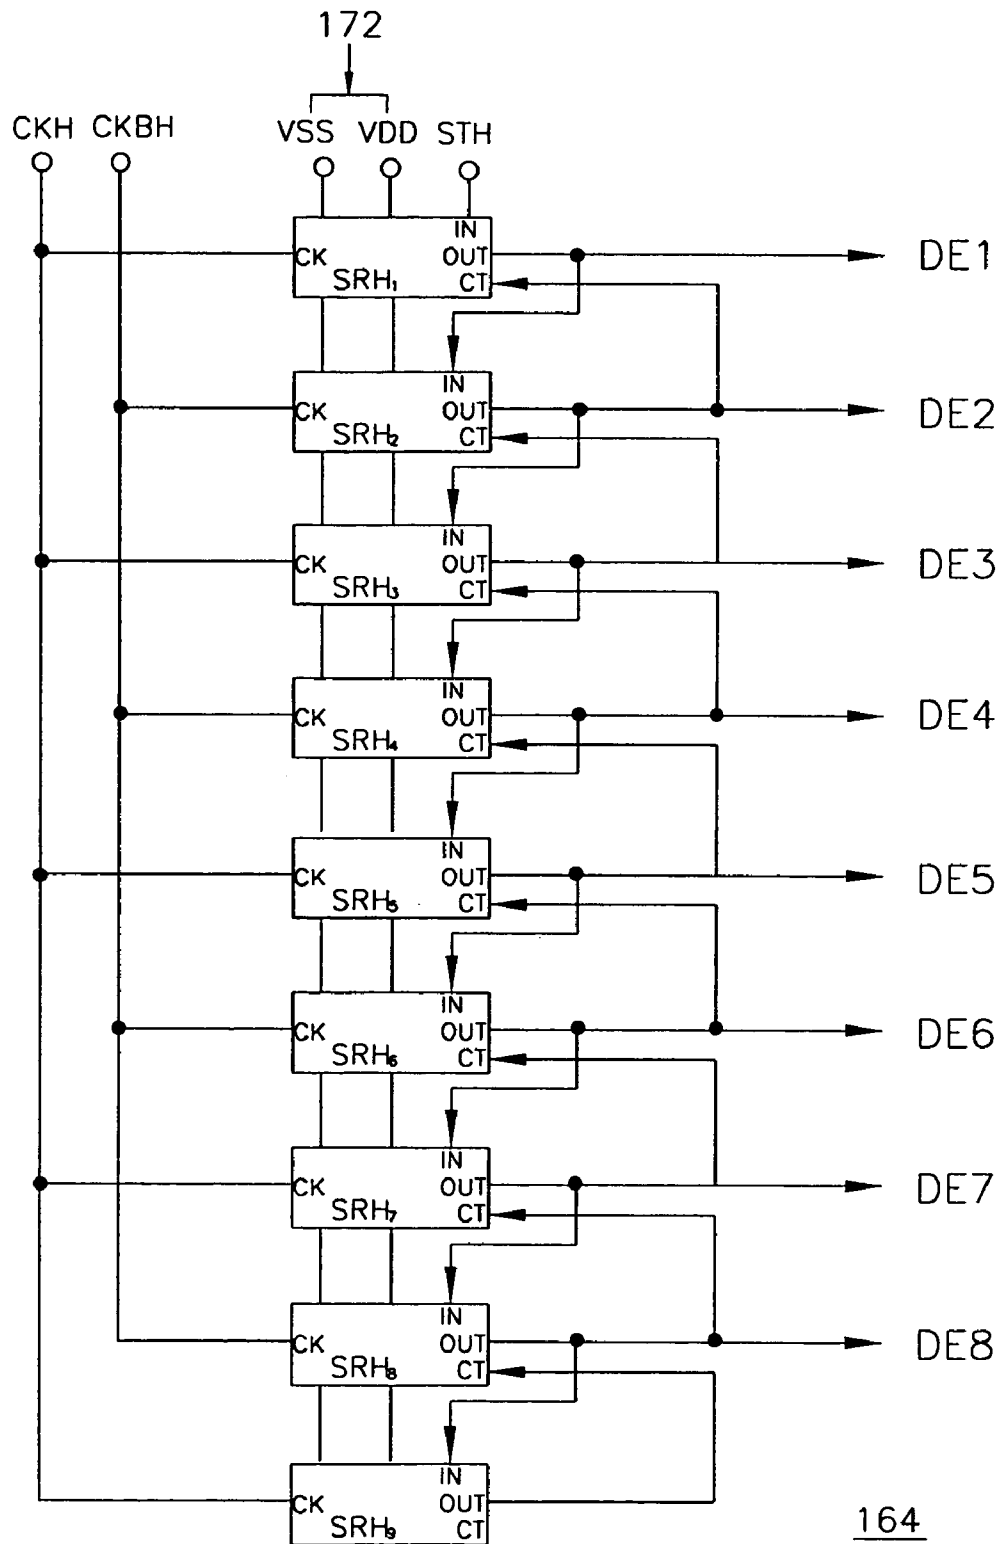 172
CKH CKBH VSS VDD STH
IN
CK OUT DE1
SRH₁ CT
IN
CK OUT DE2
SRH₂ CT
IN
CK OUT DE3
SRH₃ CT
IN
CK OUT DE4
SRH₄ CT
IN
CK OUT DE5
SRH₅ CT
IN
CK OUT DE6
SRH₆ CT
IN
CK OUT DE7
SRH₇ CT
IN
CK OUT DE8
SRH₈ CT
IN
CK OUT
SRH₉ CT
164